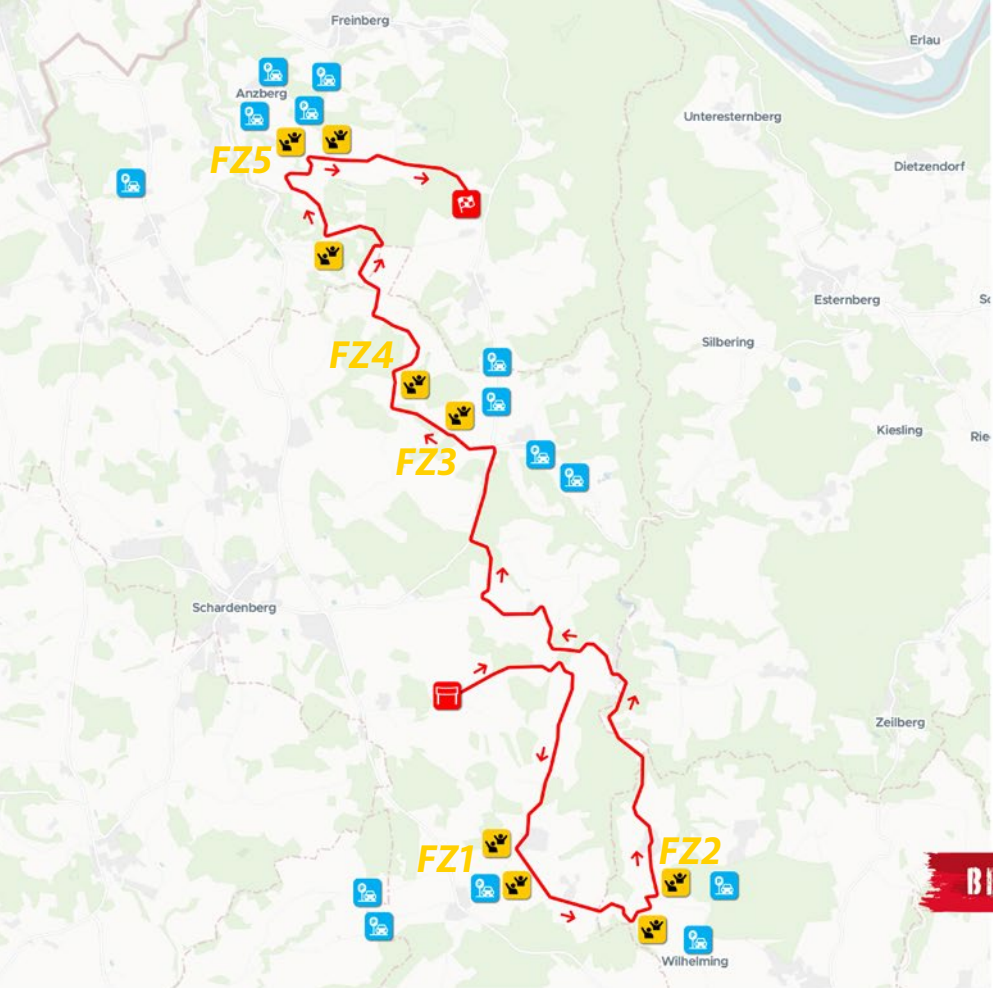 Freinberg
Erlau
Anzberg
Unteresternberg
FZ5
Dietzendorf
Esternberg
Silbering
FZ4
Kiesling
FZ3
Schardenberg
Zeilberg
FZ1
FZ2
Wilhelming